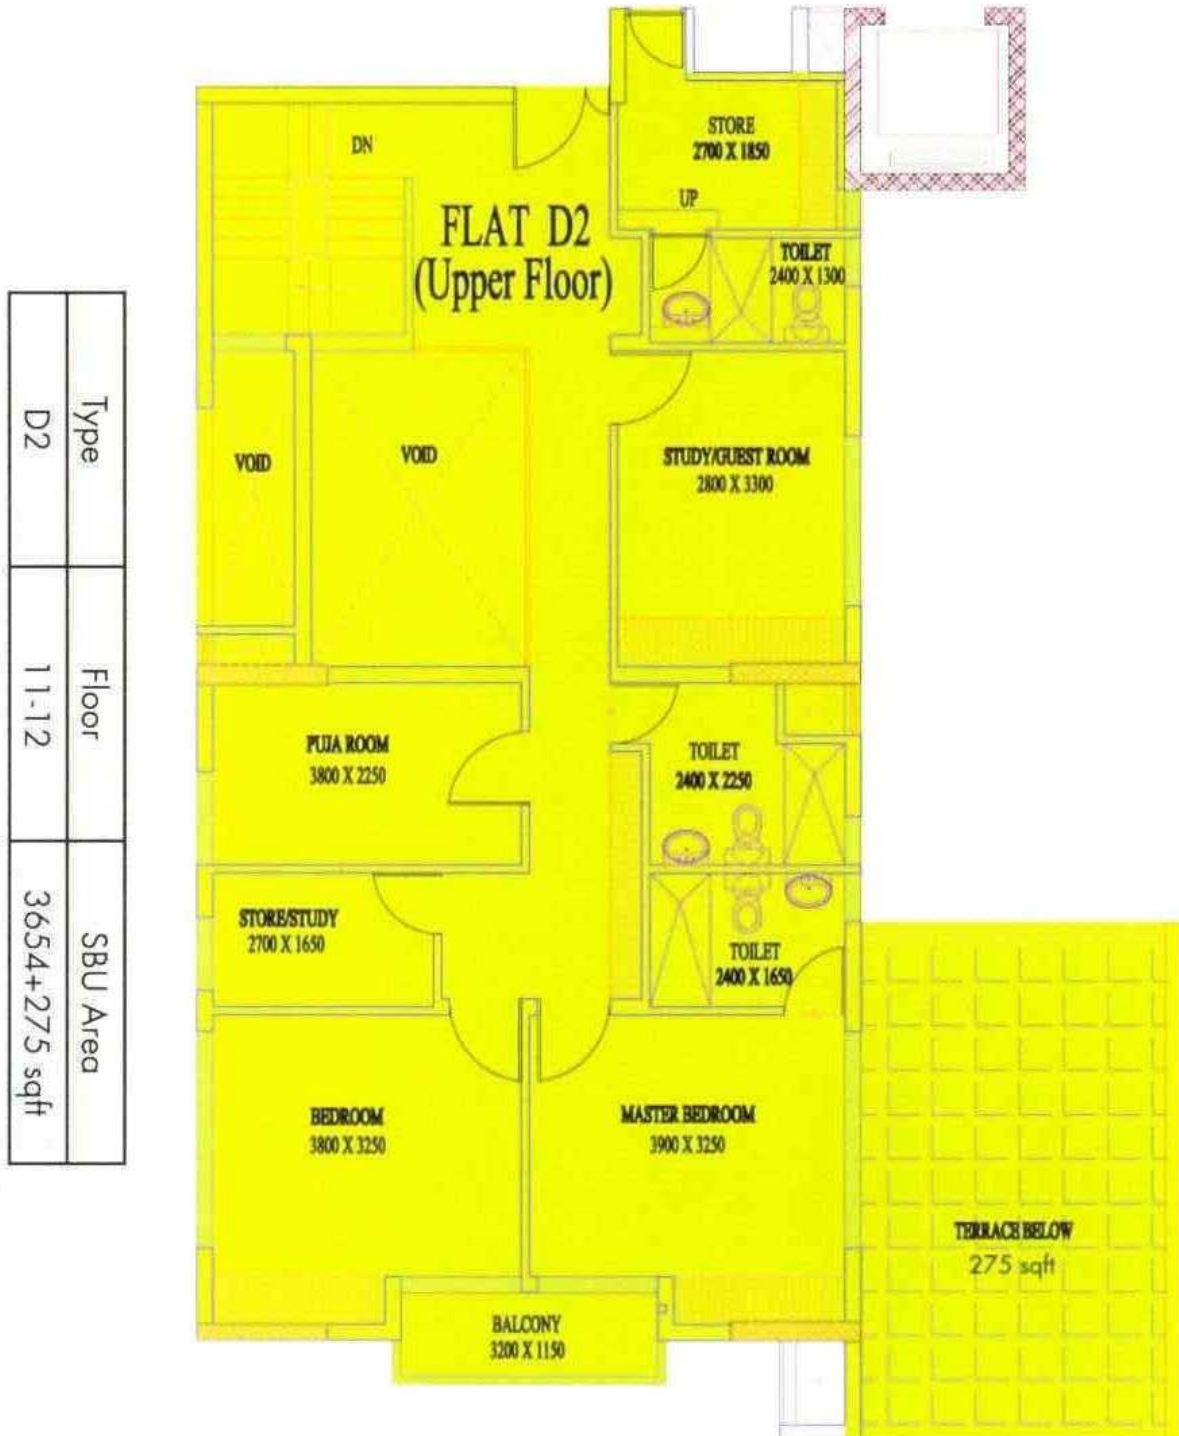 DN
STORE
2700 X 1850
UP
FLAT D2
(Upper Floor)
TOILET
2400 X 1300
VOID
VOID
STUDY/GUEST ROOM
2800 X 3300
PUJA ROOM
3800 X 2250
TOILET
2400 X 2250
STORE/STUDY
2700 X 1650
TOILET
2400 X 1650
BEDROOM
3800 X 3250
MASTER BEDROOM
3900 X 3250
TERRACE BELOW
275 sqft
BALCONY
3200 X 1150
Type Floor SBU Area
D2 11-12 3654+275 sqft